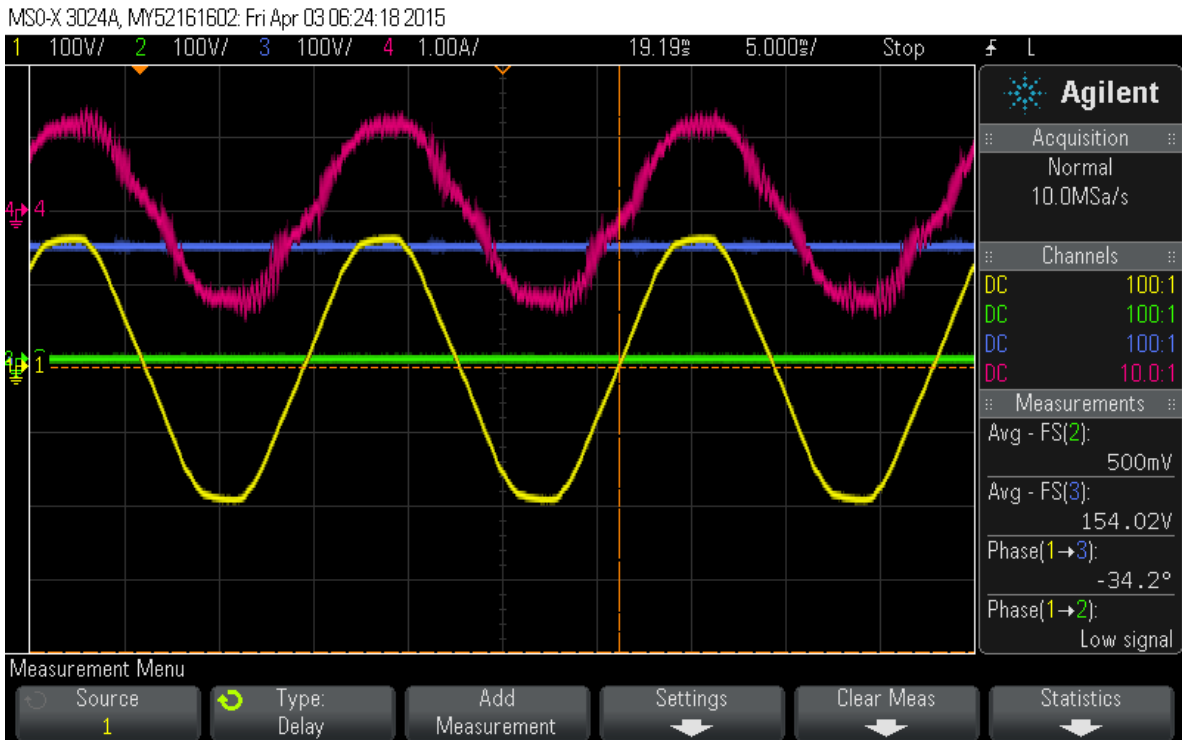 MSO-X 3024A, MY52161602: Fri Apr 03 06:24:18 2015
1 100V/ 2 100V/ 3 100V/ 4 1.00A/ 19.19ms 5.000ms/ Stop L
Agilent
Acquisition
Normal
10.0MSa/s
Channels
DC 100:1
DC 100:1
DC 100:1
DC 10.0:1
Measurements
Avg - FS(2):
500mV
Avg - FS(3):
154.02V
Phase(1→3):
-34.2°
Phase(1→2):
Low signal
4
1
Measurement Menu
Source
1
Type:
Delay
Add
Measurement
Settings
Clear Meas
Statistics